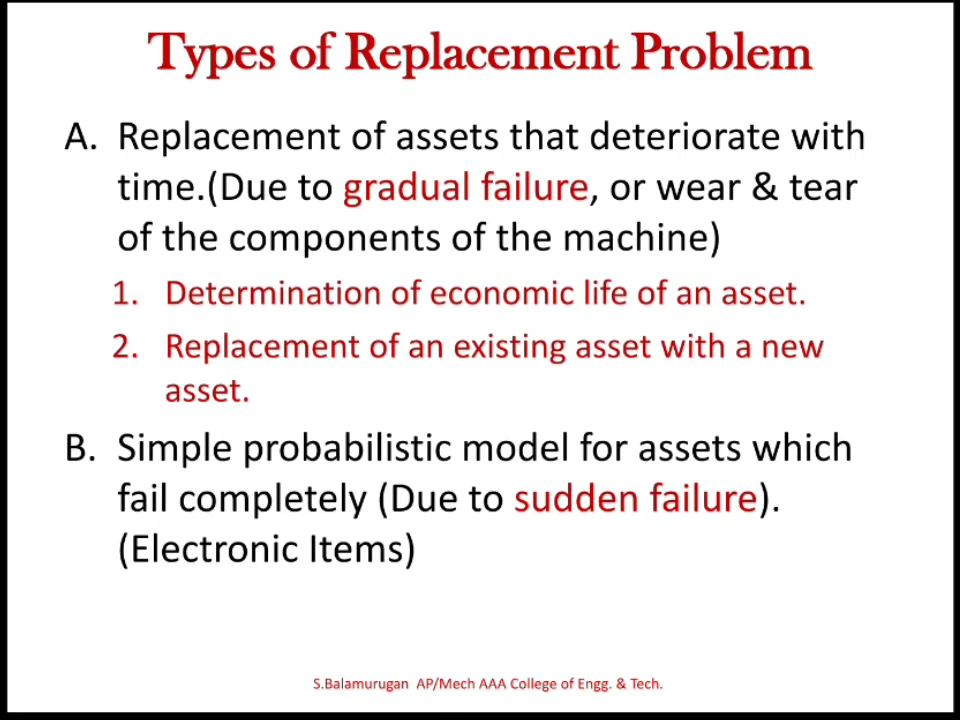 Types of Replacement Problem
A. Replacement of assets that deteriorate with
time.(Due to gradual failure, or wear & tear
of the components of the machine)
1. Determination of economic life of an asset.
2. Replacement of an existing asset with a new
asset.
B. Simple probabilistic model for assets which
fail completely (Due to sudden failure).
(Electronic Items)
S.Balamurugan AP/Mech AAA College of Engg. & Tech.